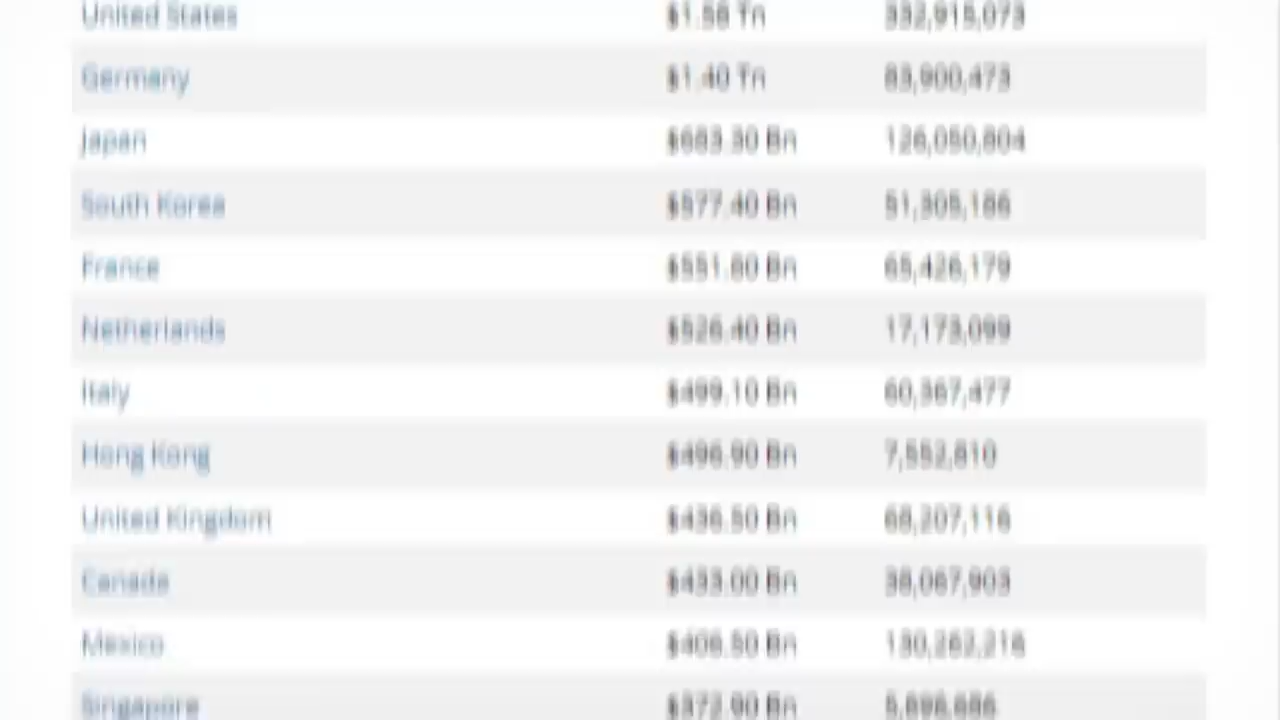 United States $1.58 Tn 332,915,073
Germany $1.40 Tn 83,900,473
Japan $683.30 Bn 126,050,804
South Korea $577.40 Bn 51,305,186
France $551.80 Bn 65,426,179
Netherlands $526.40 Bn 17,173,099
Italy $499.10 Bn 60,367,477
Hong Kong $496.90 Bn 7,552,810
United Kingdom $436.50 Bn 68,207,116
Canada $433.00 Bn 38,067,903
Mexico $406.50 Bn 130,262,216
Singapore $372.90 Bn 5,896,686